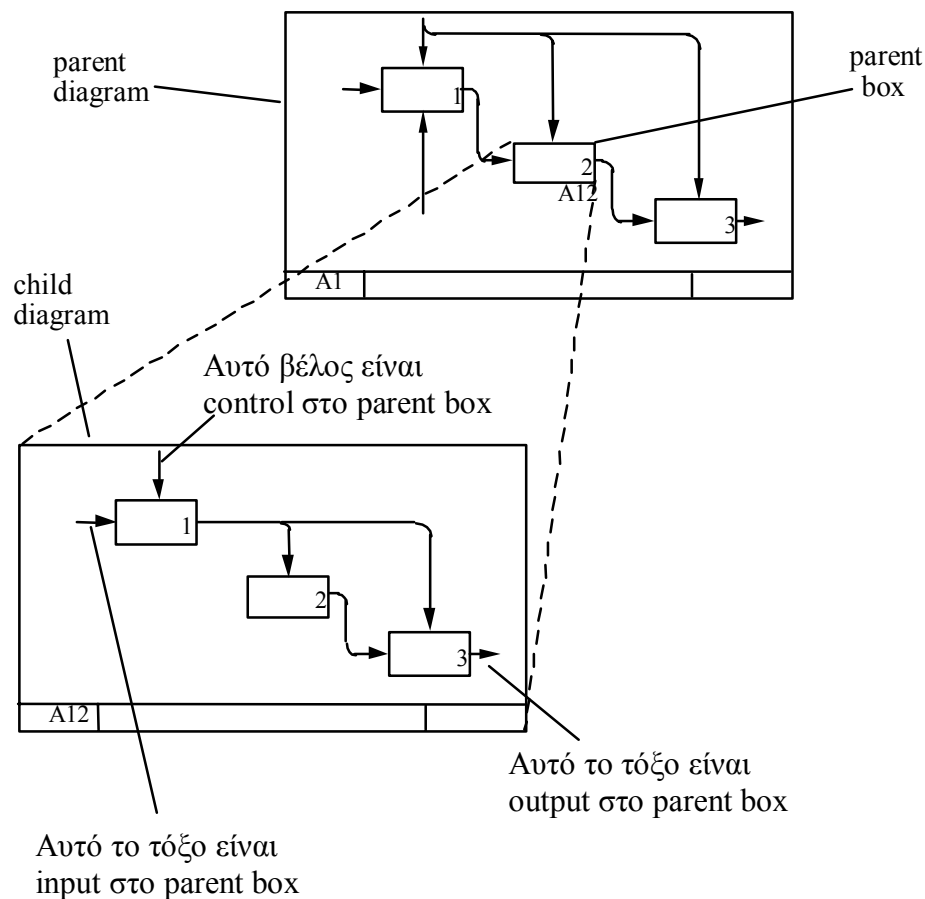 parent
diagram
parent
box
1
2
A12
3
A1
child
diagram
Αυτό βέλος είναι
control στο parent box
1
2
3
A12
Αυτό το τόξο είναι
output στο parent box
Αυτό το τόξο είναι
input στο parent box